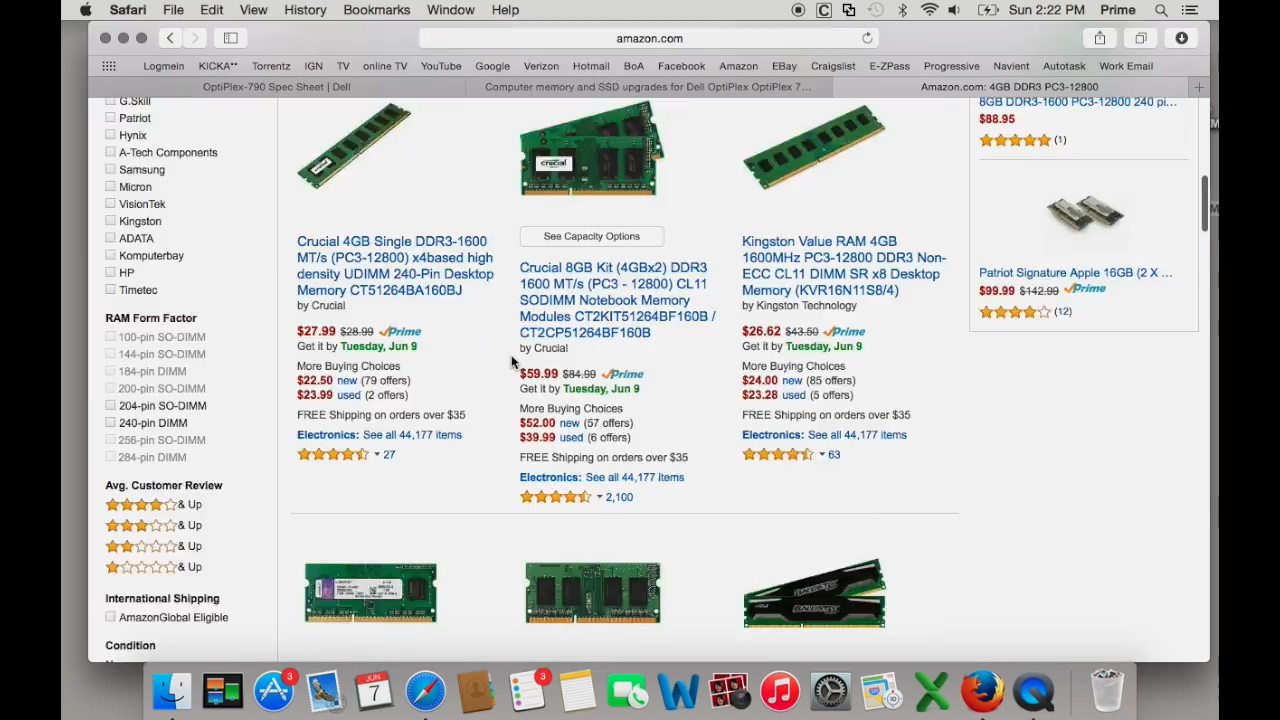 Safari File Edit View History Bookmarks Window Help Sun 2:22 PM Prime
amazon.com
Logmein KICKA** Torrentz IGN TV online TV YouTube Google Verizon Hotmail BoA Facebook Amazon EBay Craigslist E-ZPass Progressive Navient Autotask Work Email
OptiPlex-790 Spec Sheet | Dell
Computer memory and SSD upgrades for Dell OptiPlex OptiPlex 7...
Amazon.com: 4GB DDR3 PC3-12800
G.Skill
Patriot
Hynix
A-Tech Components
Samsung
Micron
VisionTek
Kingston
ADATA
Komputerbay
HP
Timetec
RAM Form Factor
100-pin SO-DIMM
144-pin SO-DIMM
184-pin DIMM
200-pin SO-DIMM
204-pin SO-DIMM
240-pin DIMM
256-pin SO-DIMM
284-pin DIMM
Avg. Customer Review
& Up
& Up
& Up
& Up
International Shipping
AmazonGlobal Eligible
Condition
Crucial 4GB Single DDR3-1600
MT/s (PC3-12800) x4based high
density UDIMM 240-Pin Desktop
Memory CT51264BA160BJ
by Crucial
$27.99 $28.99 Prime
Get it by Tuesday, Jun 9
More Buying Choices
$22.50 new (79 offers)
$23.99 used (2 offers)
FREE Shipping on orders over $35
Electronics: See all 44,177 items
27
crucial
See Capacity Options
Crucial 8GB Kit (4GBx2) DDR3
1600 MT/s (PC3 - 12800) CL11
SODIMM Notebook Memory
Modules CT2KIT51264BF160B /
CT2CP51264BF160B
by Crucial
$59.99 $84.99 Prime
Get it by Tuesday, Jun 9
More Buying Choices
$52.00 new (57 offers)
$39.99 used (6 offers)
FREE Shipping on orders over $35
Electronics: See all 44,177 items
2,100
Kingston Value RAM 4GB
1600MHz PC3-12800 DDR3 Non-
ECC CL11 DIMM SR x8 Desktop
Memory (KVR16N11S8/4)
by Kingston Technology
$26.62 $43.60 Prime
Get it by Tuesday, Jun 9
More Buying Choices
$24.00 new (85 offers)
$23.28 used (5 offers)
FREE Shipping on orders over $35
Electronics: See all 44,177 items
63
8GB DDR3-1600 PC3-12800 240 pi...
$88.95
(1)
Patriot Signature Apple 16GB (2 X ...
$99.99 $142.99 Prime
(12)
BALLISTIX
3
JUN
7
3